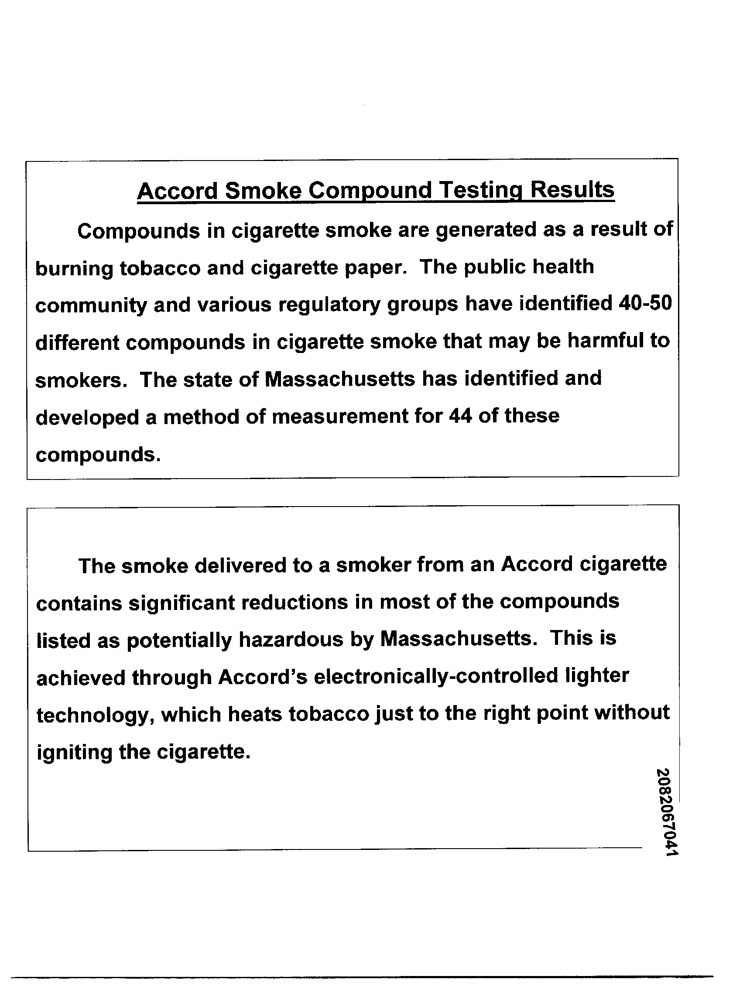 Accord Smoke Compound Testing Results
Compounds in cigarette smoke are generated as a result of
burning tobacco and cigarette paper. The public health
community and various regulatory groups have identified 40-50
different compounds in cigarette smoke that may be harmful to
smokers. The state of Massachusetts has identified and
developed a method of measurement for 44 of these
compounds.
The smoke delivered to a smoker from an Accord cigarette
contains significant reductions in most of the compounds
listed as potentially hazardous by Massachusetts. This is
achieved through Accord's electronically-controlled lighter
technology, which heats tobacco just to the right point without
igniting the cigarette.
2082067041